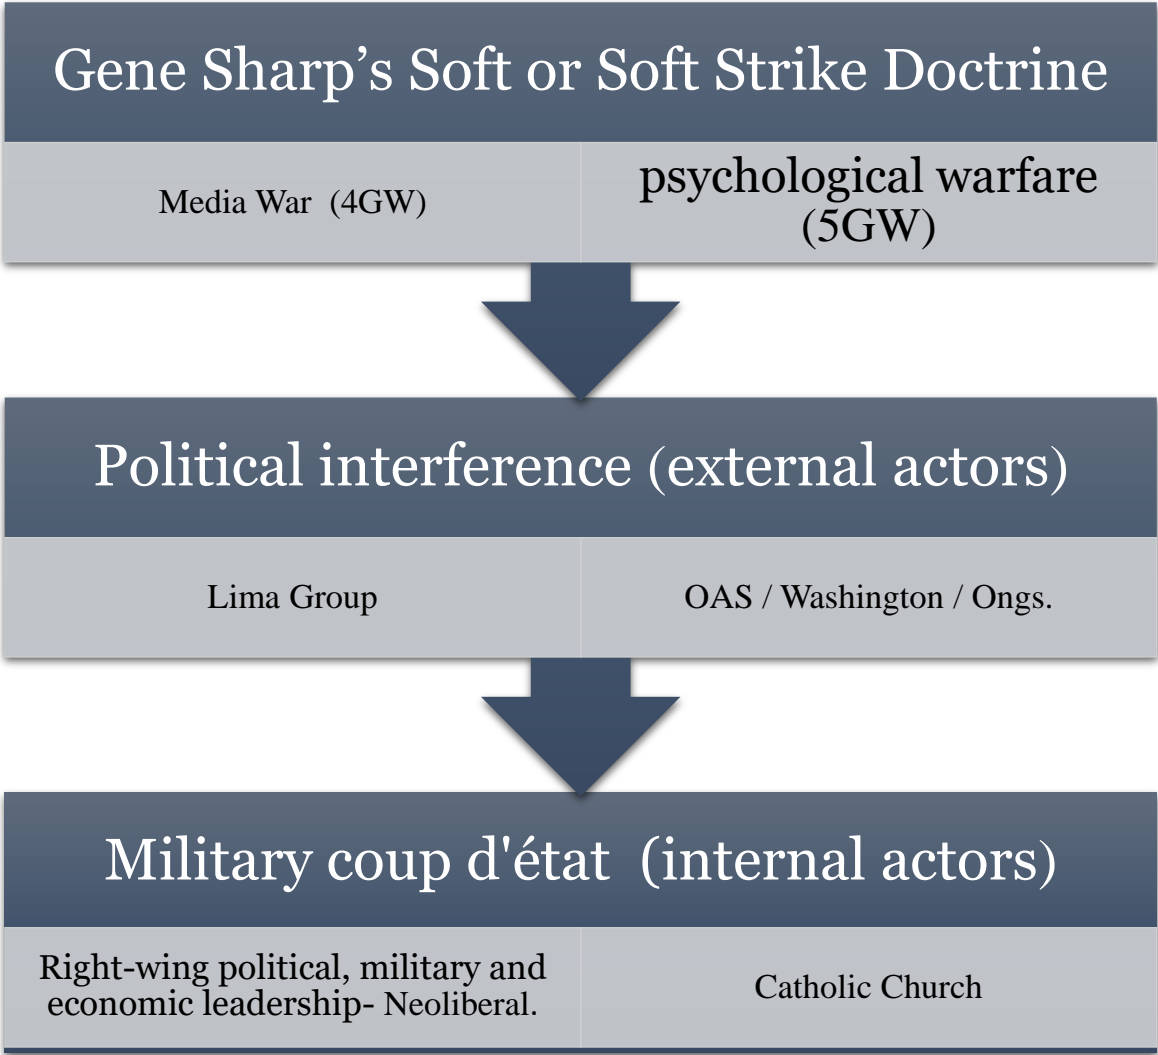 Gene Sharp’s Soft or Soft Strike Doctrine
Media War  (4GW)
psychological warfare
(5GW)
Political interference (external actors)
Lima Group
OAS / Washington / Ongs.
Military coup d'état  (internal actors)
Right-wing political, military and
economic leadership- Neoliberal.
Catholic Church